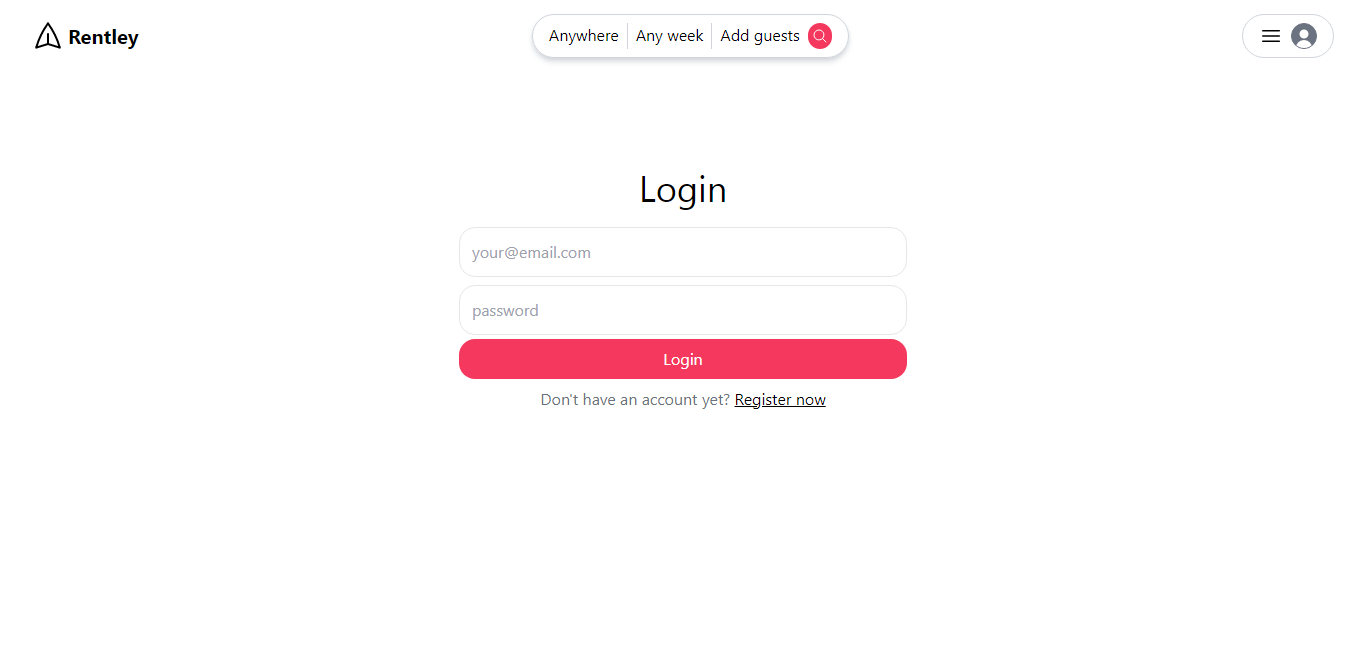 Rentley
Anywhere Any week Add guests
Login
your@email.com
password
Login
Don't have an account yet? Register now